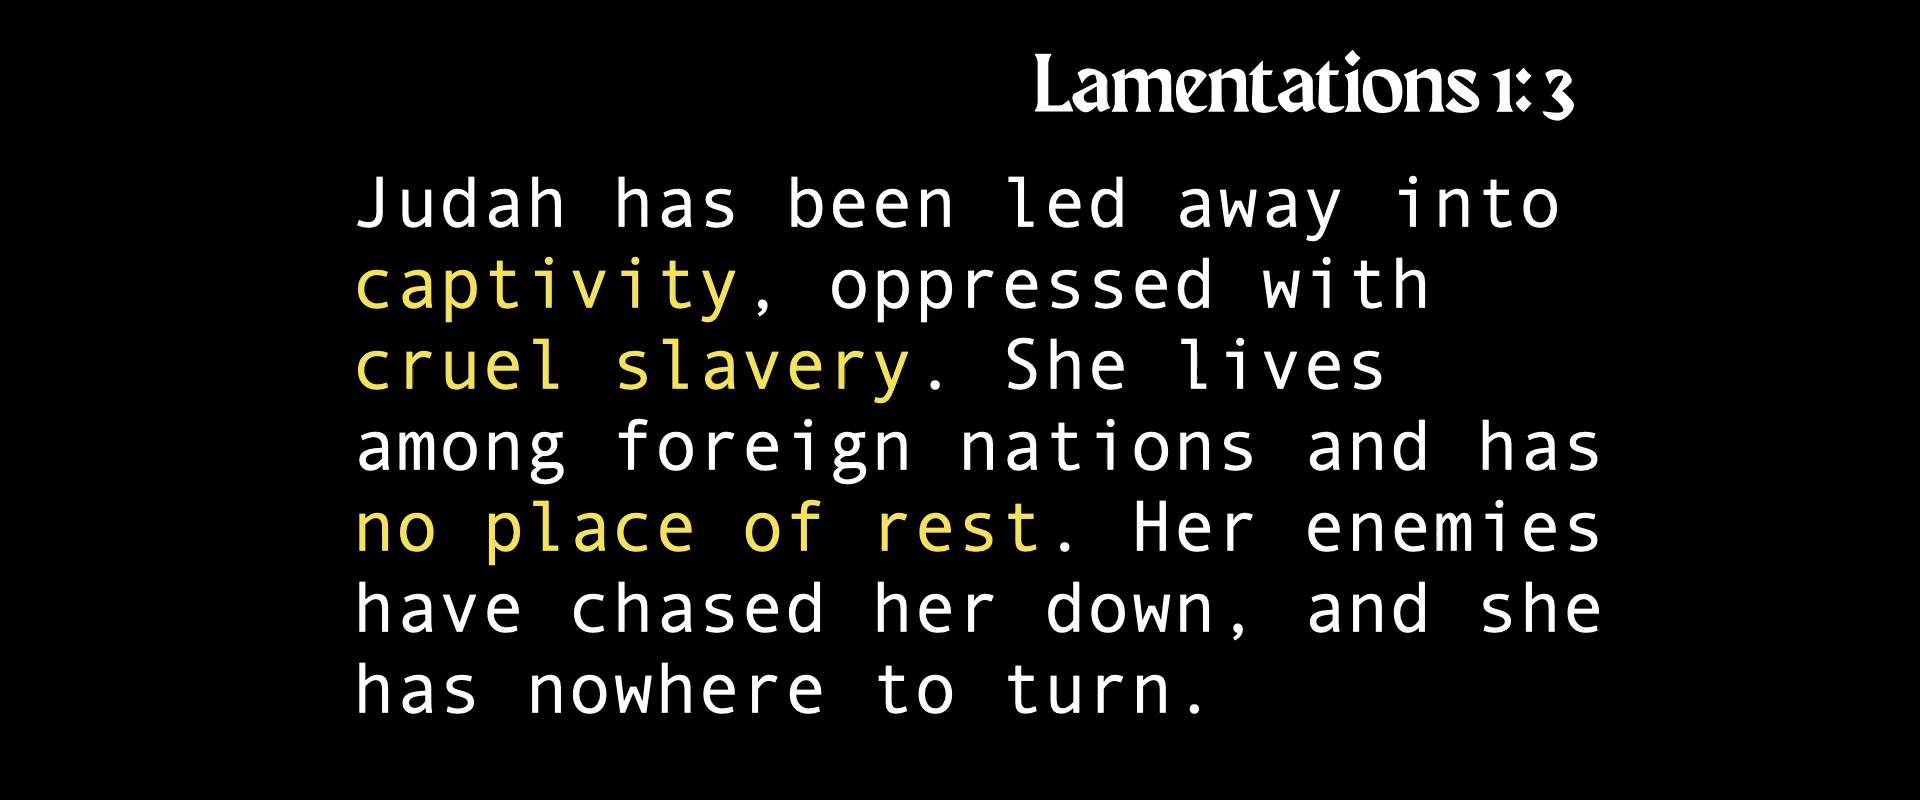 Lamentations 1:3
Judah has been led away into
captivity, oppressed with
cruel slavery. She lives
among foreign nations and has
no place of rest. Her enemies
have chased her down, and she
has nowhere to turn.